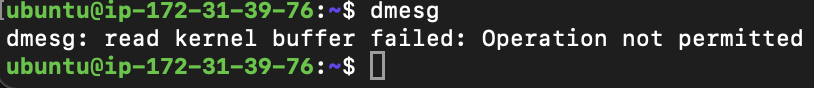 ubuntu@ip-172-31-39-76:~$ dmesg
dmesg: read kernel buffer failed: Operation not permitted
ubuntu@ip-172-31-39-76:~$